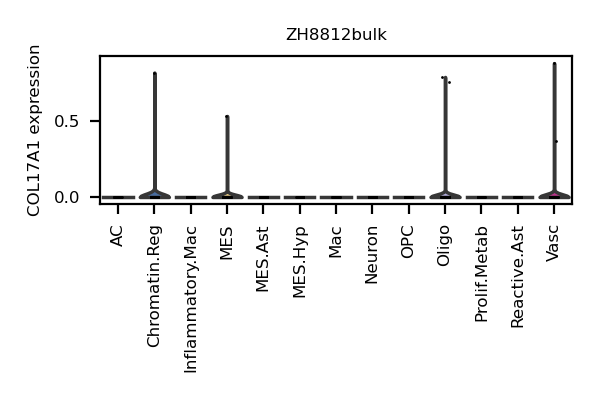 ZH8812bulk
COL17A1 expression
0.5
0.0
AC
Chromatin.Reg
Inflammatory.Mac
MES
MES.Ast
MES.Hyp
Mac
Neuron
OPC
Oligo
Prolif.Metab
Reactive.Ast
Vasc